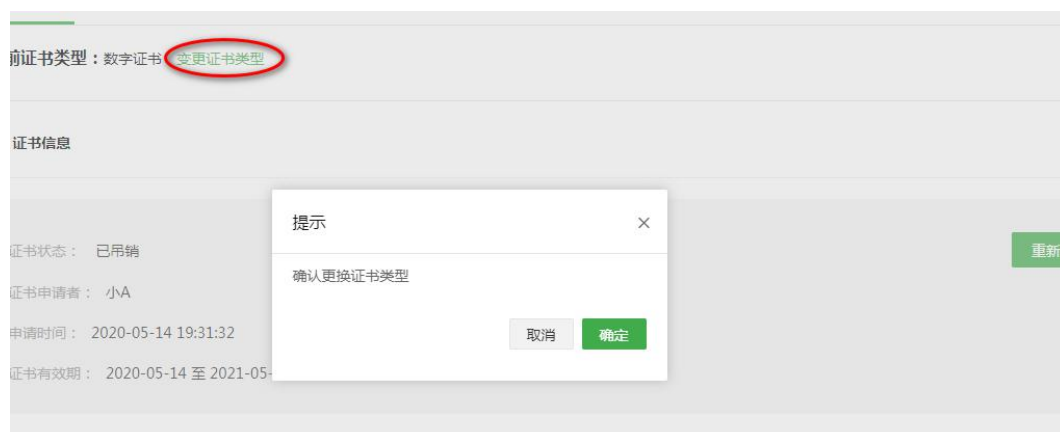 前证书类型：数字证书 变更证书类型
证书信息
提示
证书状态： 已吊销
重新
确认更换证书类型
证书申请者： 小A
申请时间： 2020-05-14 19:31:32
取消 确定
证书有效期： 2020-05-14 至 2021-05-